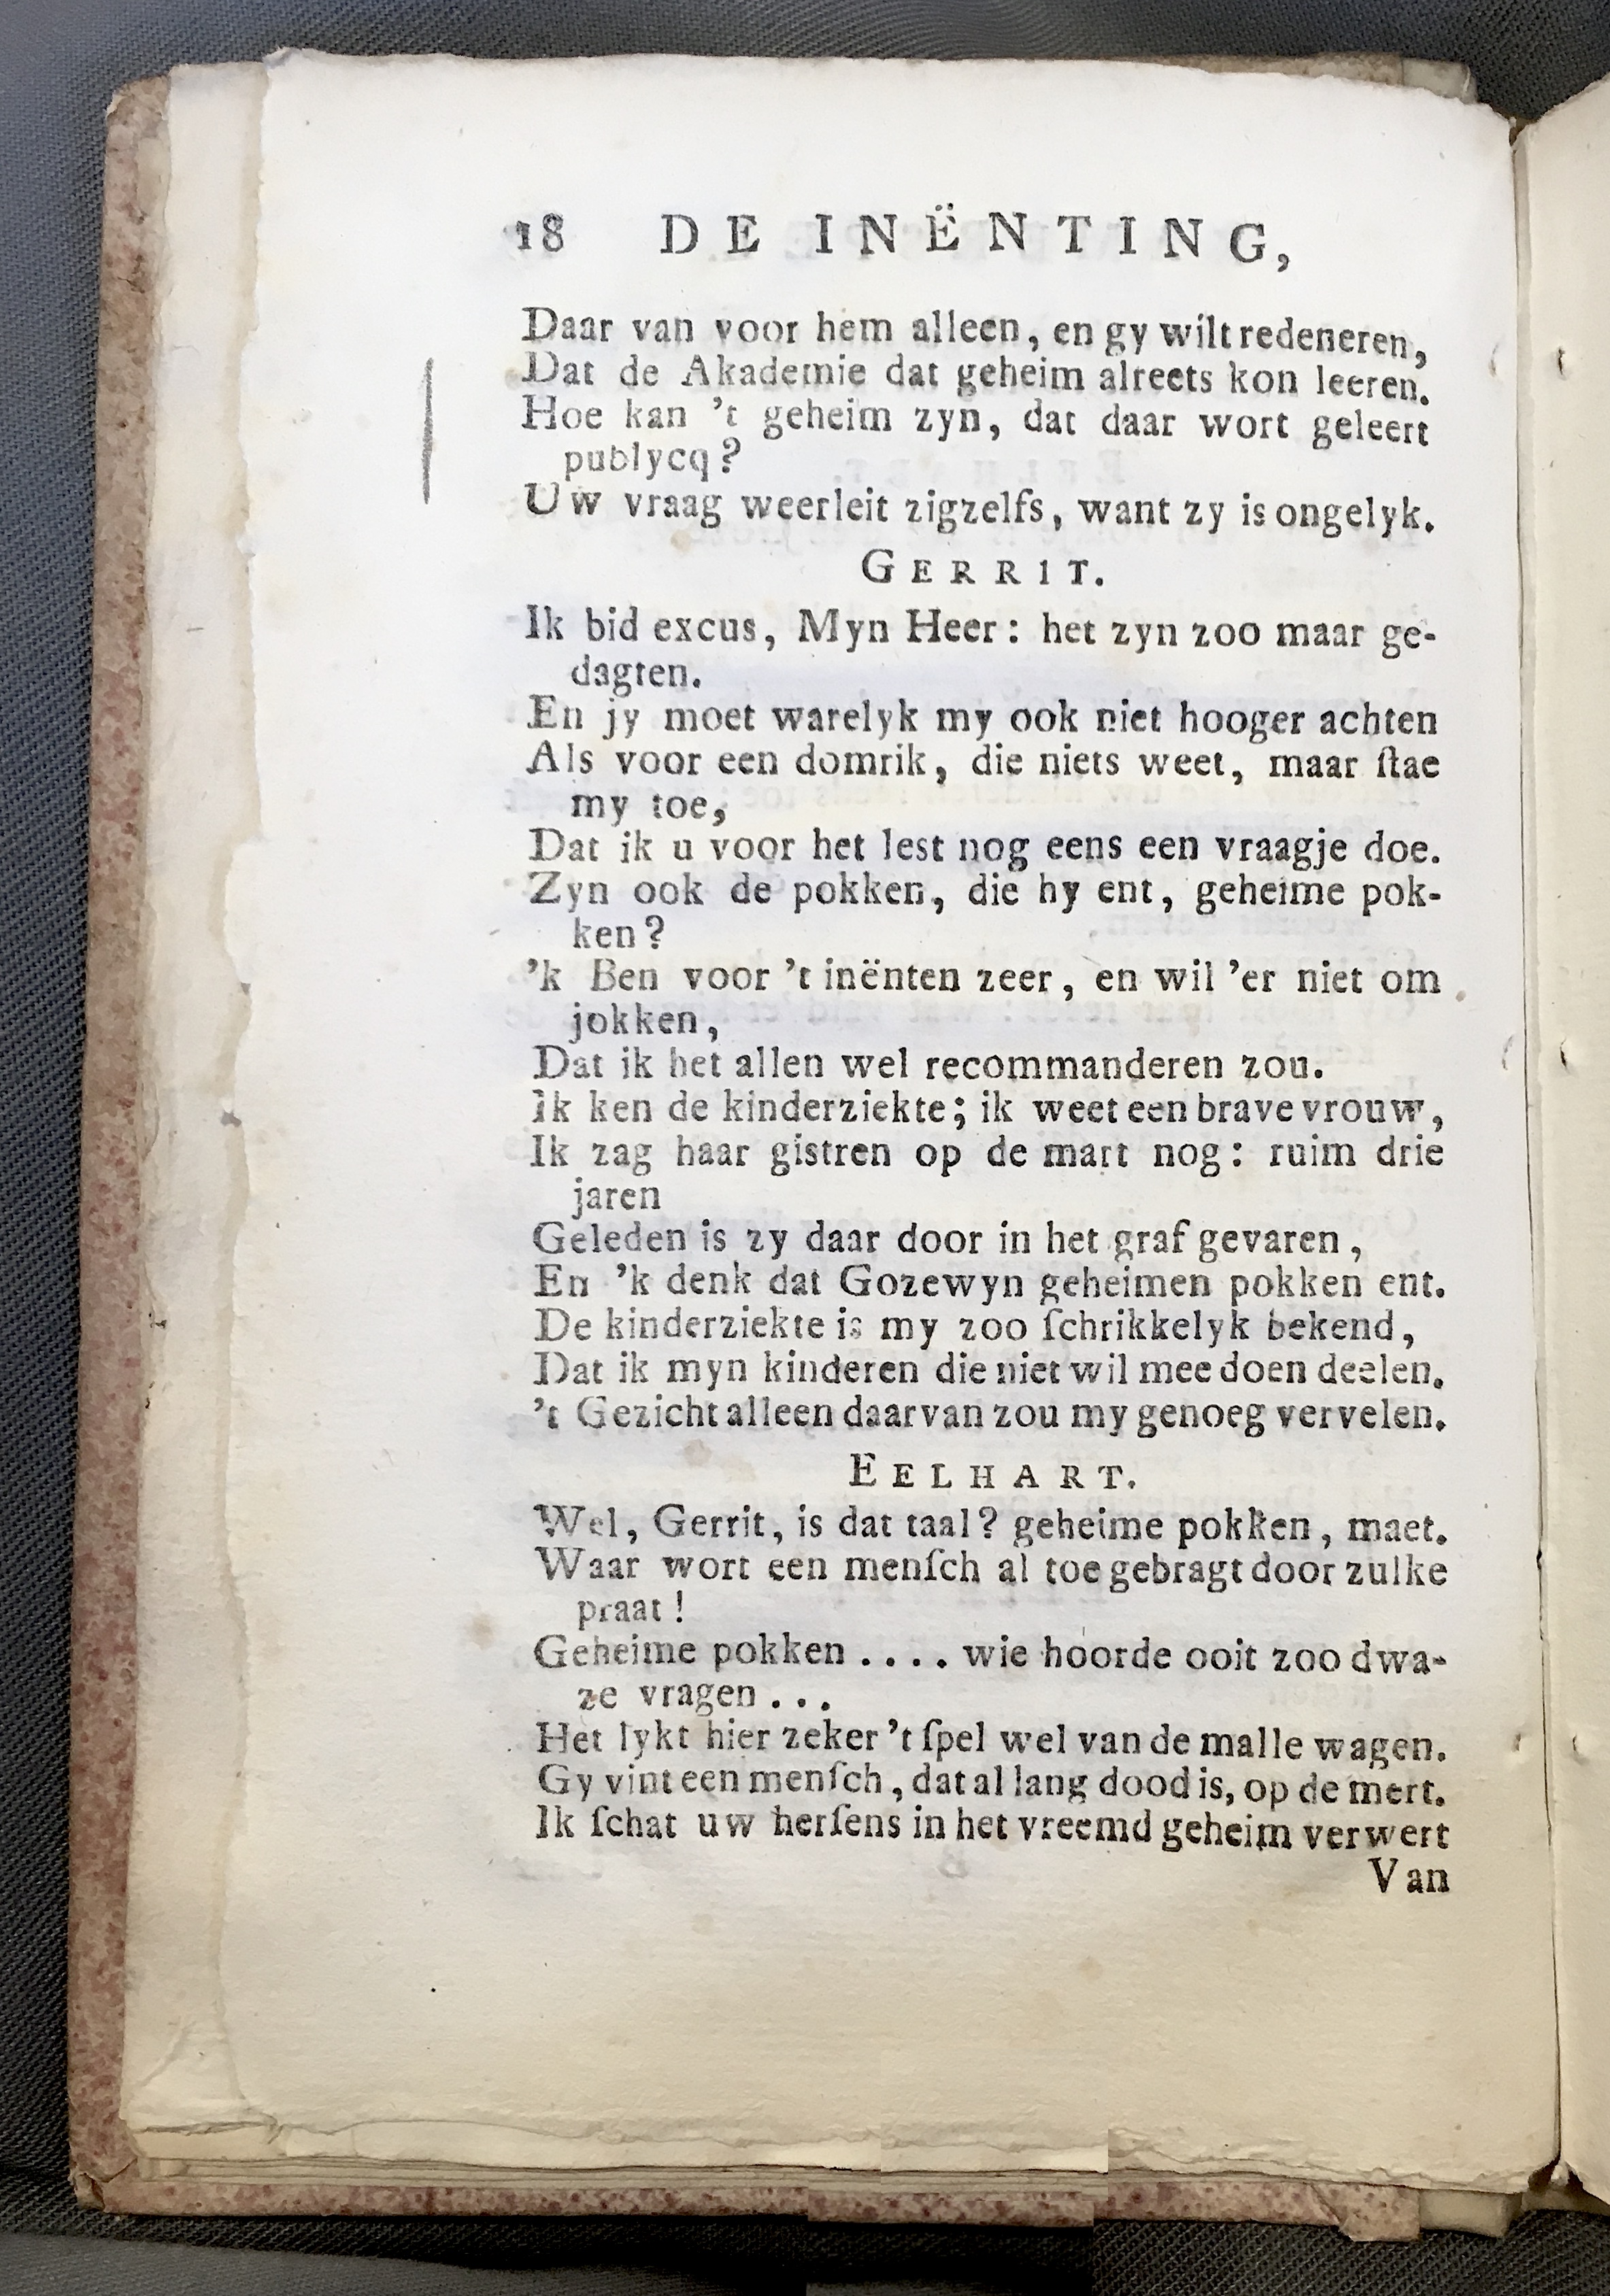 18 DE INËNTING,
Daar van voor hem alleen, en gy wilt redeneren,
Dat de Akademie dat geheim alreets kon leeren.
Hoe kan 't geheim zyn, dat daar wort geleert
publycq?
Uw vraag weerleit zigzelfs, want zy is ongelyk.
GERRIT.
Ik bid excus, Myn Heer: het zyn zoo maar ge-
dagten.
En jy moet warelyk my ook niet hooger achten
Als voor een domrik, die niets weet, maar ſtae
my toe,
Dat ik u voor het lest nog eens een vraagje doe.
Zyn ook de pokken, die hy ent, geheime pok-
ken?
'k Ben voor 't inënten zeer, en wil 'er niet om
jokken,
Dat ik het allen wel recommanderen zou.
Ik ken de kinderziekte; ik weet een brave vrouw,
Ik zag haar gistren op de mart nog: ruim drie
jaren
Geleden is zy daar door in het graf gevaren,
En 'k denk dat Gozewyn geheimen pokken ent.
De kinderziekte is my zoo ſchrikkelyk bekend,
Dat ik myn kinderen die niet wil mee doen deelen.
't Gezicht alleen daarvan zou my genoeg vervelen.
EELHART.
Wel, Gerrit, is dat taal? geheime pokken, maet.
Waar wort een menſch al toe gebragt door zulke
praat!
Geheime pokken .... wie hoorde ooit zoo dwa-
ze vragen ...
Het lykt hier zeker 't ſpel wel van de malle wagen.
Gy vint een menſch, dat al lang dood is, op de mert.
Ik ſchat uw herſens in het vreemd geheim verwert
Van